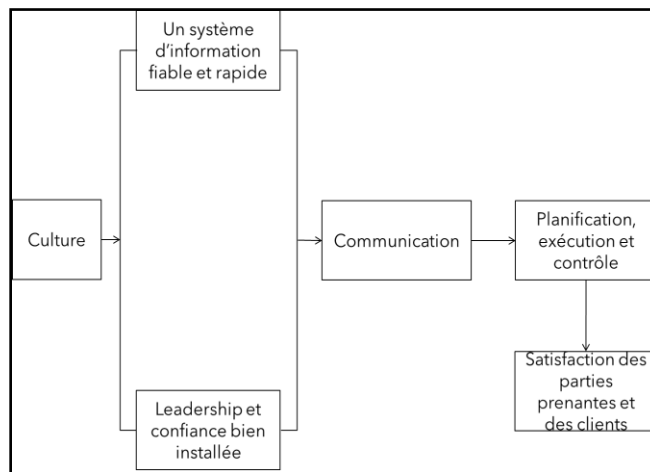 Un système
d’information
fiable et rapide
Culture
Communication
Planification,
exécution et
contrôle
Leadership et
confiance bien
installée
Satisfaction des
parties
prenantes et
des clients